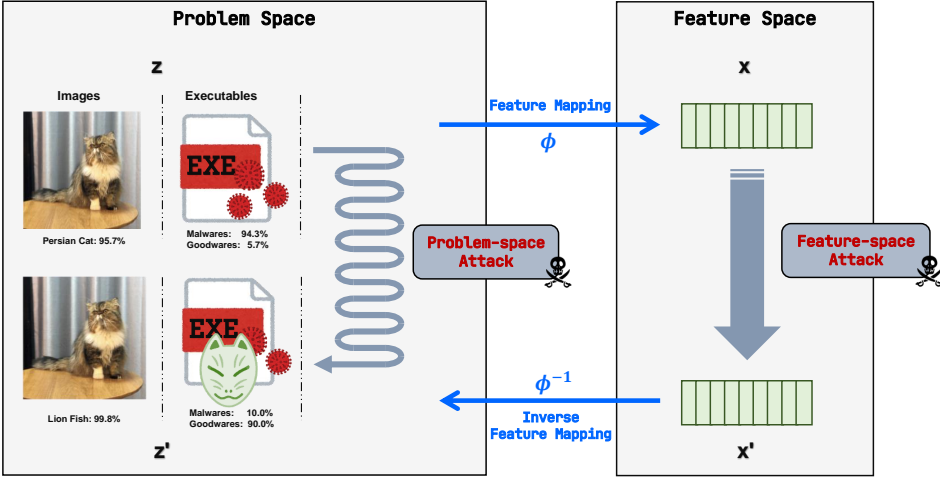 Problem Space
z
Images
Executables
EXE
Persian Cat: 95.7%
Malwares: 94.3%
Goodwares: 5.7%
EXE
Lion Fish: 99.8%
Malwares: 10.0%
Goodwares: 90.0%
z'
Problem-space
Attack
Feature Mapping
ϕ
ϕ⁻¹
Inverse
Feature Mapping
Feature Space
x
Feature-space
Attack
x'